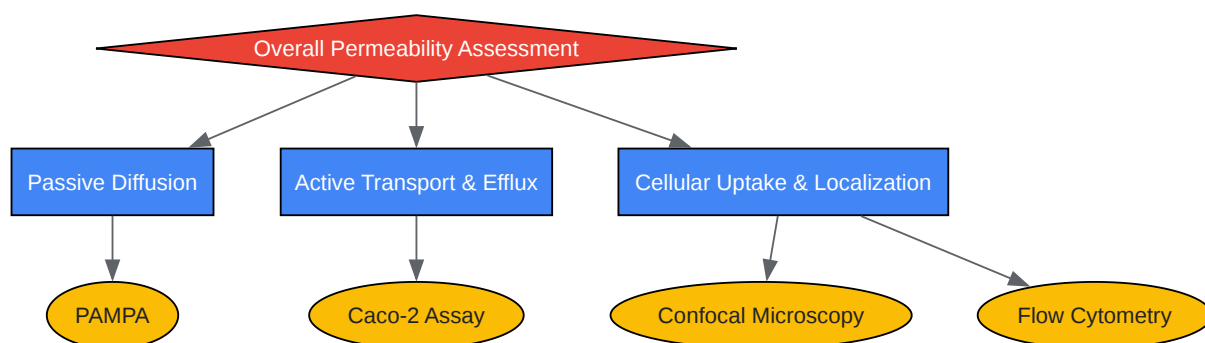 Overall Permeability Assessment
Passive Diffusion
Active Transport & Efflux
Cellular Uptake & Localization
PAMPA
Caco-2 Assay
Confocal Microscopy
Flow Cytometry